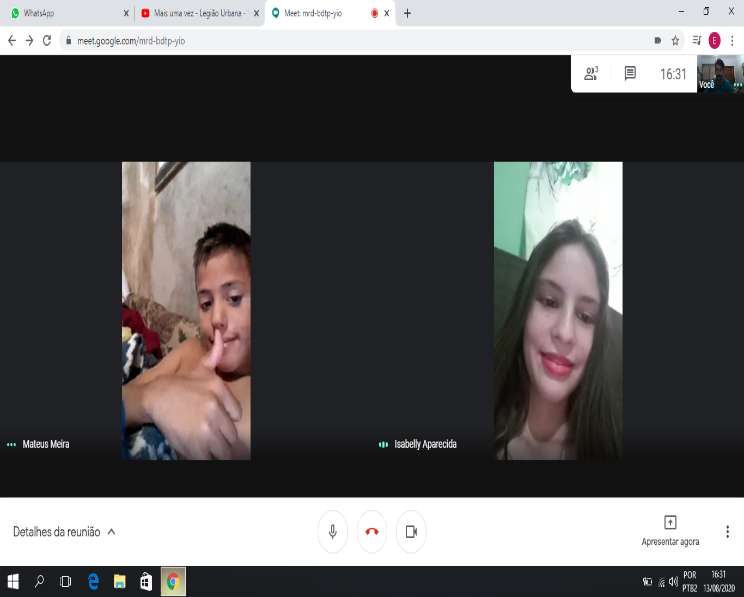 WhatsApp
Mais uma vez - Legião Urbana -
Meet: mrd-bdtp-yio
meet.google.com/mrd-bdtp-yio
E
3
16:31
Você
Mateus Meira
Isabelly Aparecida
Detalhes da reunião
Apresentar agora
POR
PTB2
16:31
13/08/2020